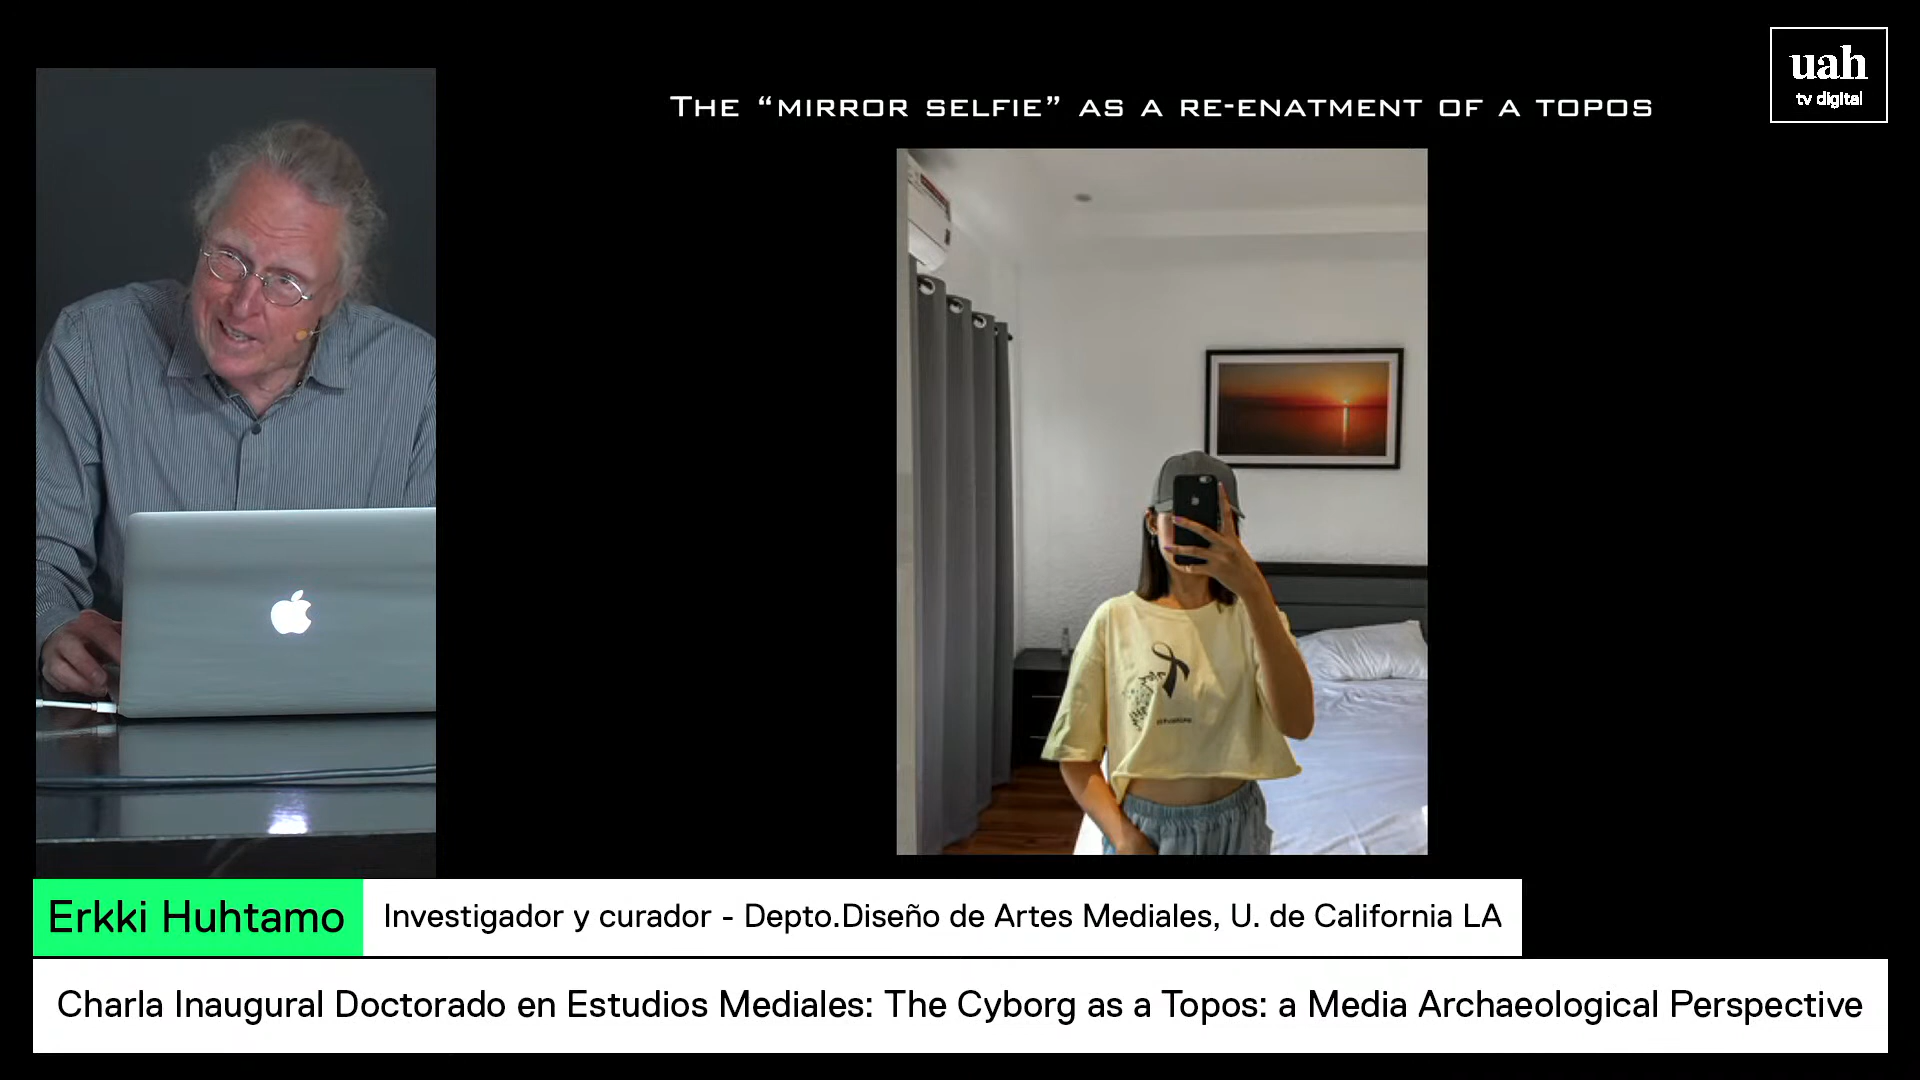 THE “MIRROR SELFIE” AS A RE-ENATMENT OF A TOPOS
uah
tv digital
Erkki Huhtamo
Investigador y curador - Depto.Diseño de Artes Mediales, U. de California LA
Charla Inaugural Doctorado en Estudios Mediales: The Cyborg as a Topos: a Media Archaeological Perspective